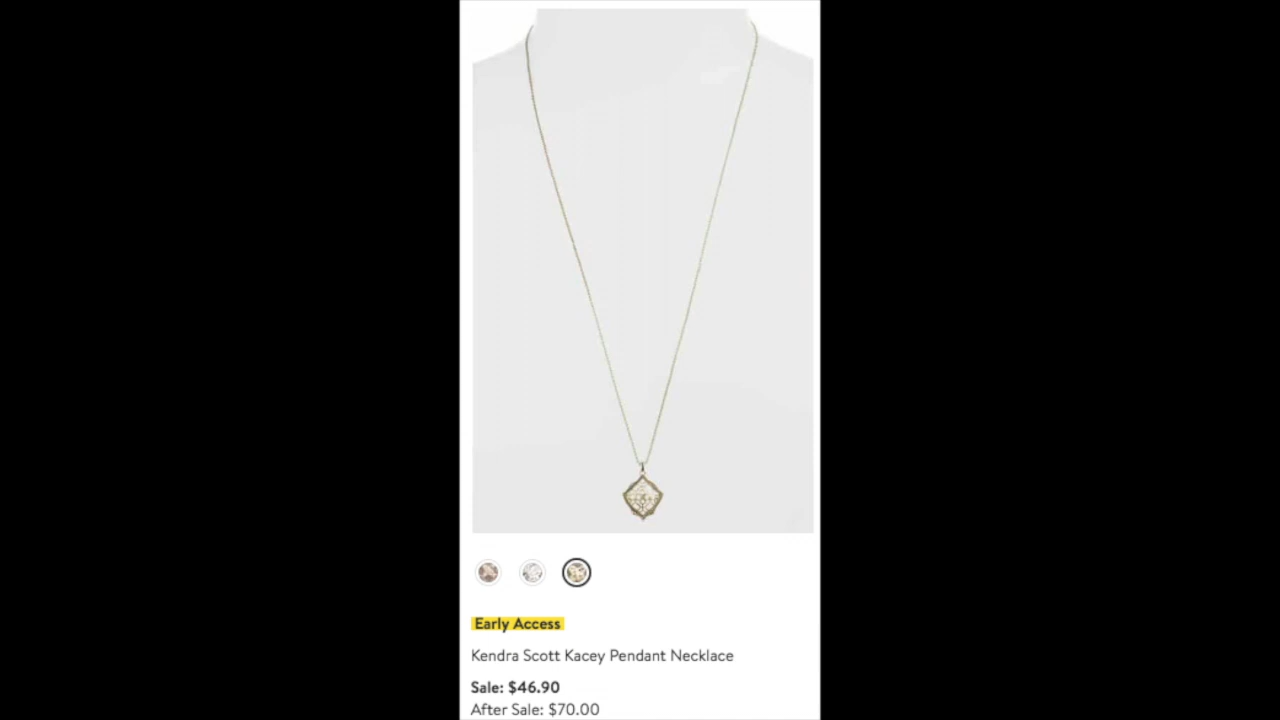 Early Access
Kendra Scott Kacey Pendant Necklace
Sale: $46.90
After Sale: $70.00